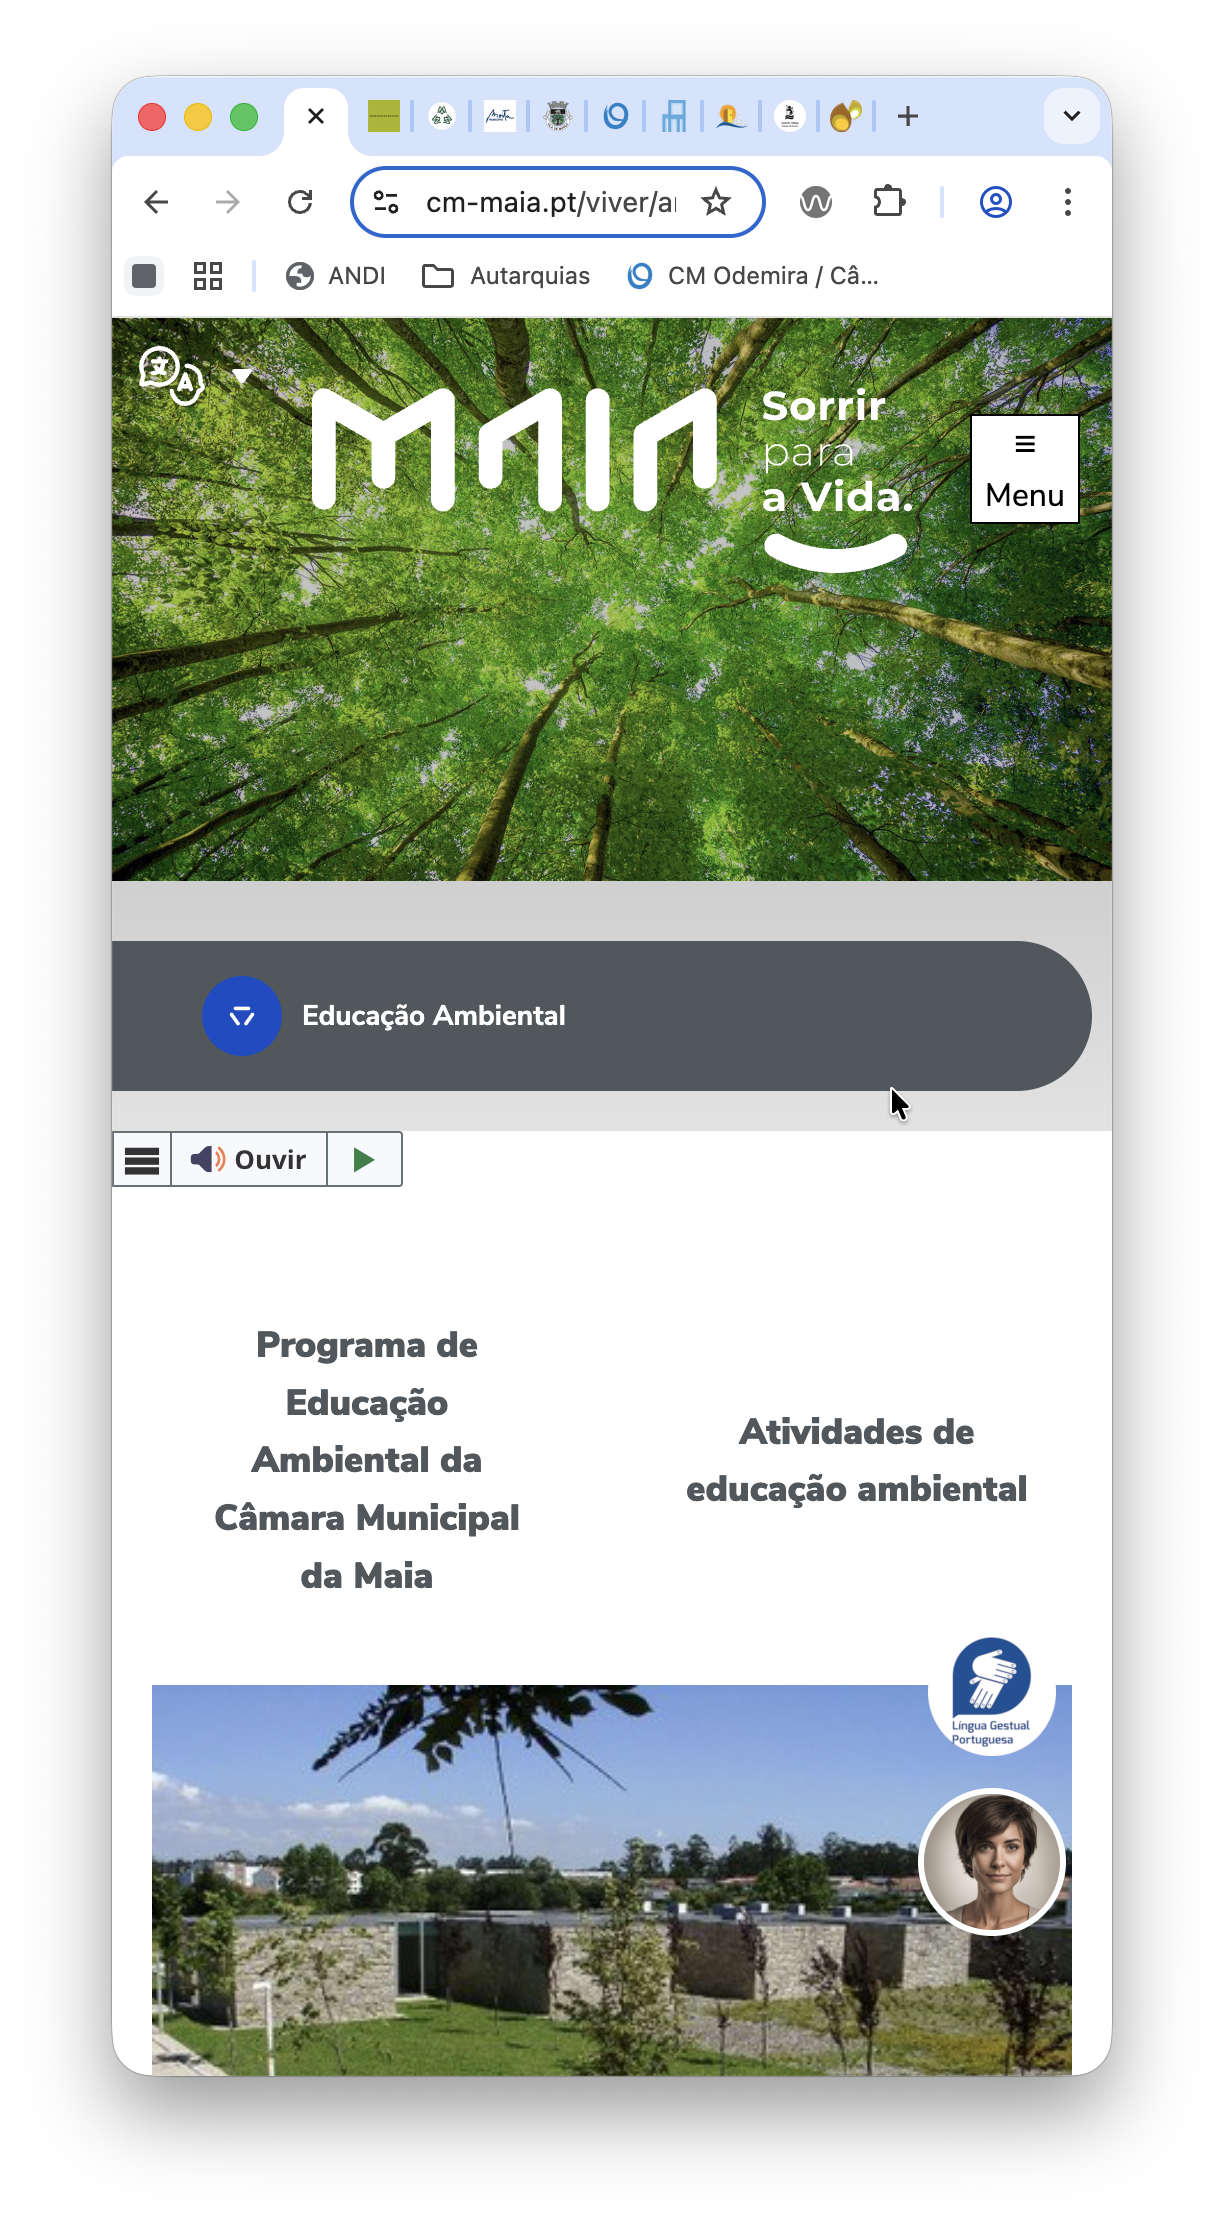 cm-maia.pt/viver/a
ANDI
Autarquias
CM Odemira / Câ...
MAIA
Sorrir
para
a Vida.
Menu
Educação Ambiental
Ouvir
Programa de
Educação
Ambiental da
Câmara Municipal
da Maia
Atividades de
educação ambiental
Língua Gestual
Portuguesa